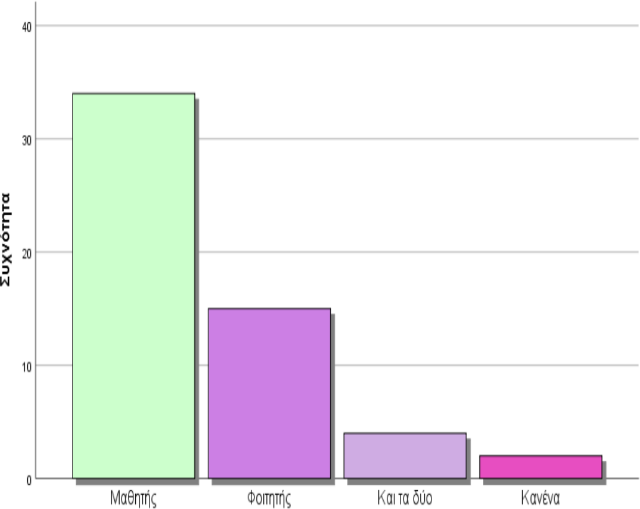 Συχνότητα
40
30
20
10
0
Μαθητής
Φοιτητής
Και τα δύο
Κανένα